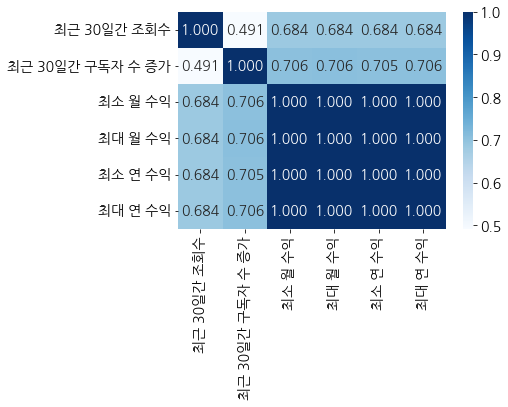 최근 30일간 조회수 1.000 0.491 0.684 0.684 0.684 0.684
최근 30일간 구독자 수 증가 0.491 1.000 0.706 0.706 0.705 0.706
최소 월 수익 0.684 0.706 1.000 1.000 1.000 1.000
최대 월 수익 0.684 0.706 1.000 1.000 1.000 1.000
최소 연 수익 0.684 0.705 1.000 1.000 1.000 1.000
최대 연 수익 0.684 0.706 1.000 1.000 1.000 1.000
최근 30일간 조회수
최근 30일간 구독자 수 증가
최소 월 수익
최대 월 수익
최소 연 수익
최대 연 수익
1.0
0.9
0.8
0.7
0.6
0.5